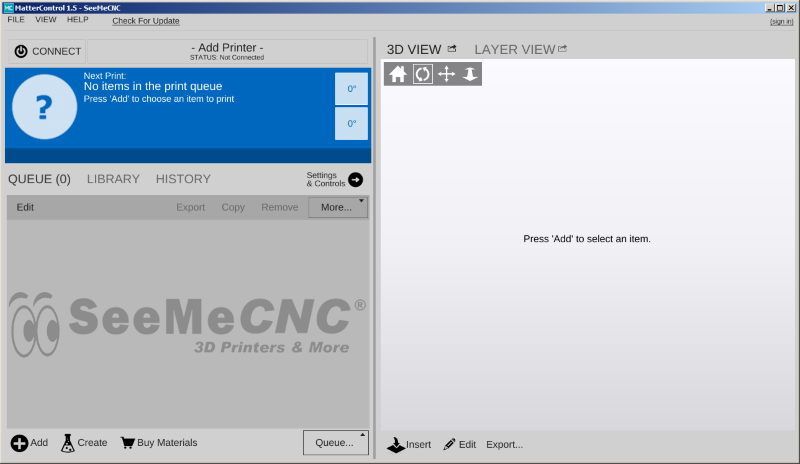 MC MatterControl 1.5 - SeeMeCNC
FILE VIEW HELP Check For Update (sign in)
CONNECT
- Add Printer -
STATUS: Not Connected
Next Print:
No items in the print queue
Press 'Add' to choose an item to print
?
0°
0°
QUEUE (0) LIBRARY HISTORY
Settings
& Controls
Edit Export Copy Remove More...
SeeMeCNC®
3D Printers & More
Add Create Buy Materials Queue...
3D VIEW LAYER VIEW
Press 'Add' to select an item.
Insert Edit Export...